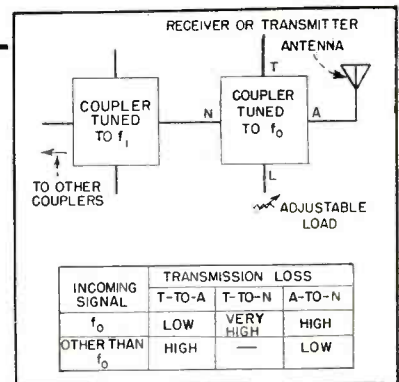 RECEIVER OR TRANSMITTER
ANTENNA
T
COUPLER
TUNED
TO f₁
N
COUPLER
TUNED
TO f₀
A
L
TO OTHER
COUPLERS
ADJUSTABLE
LOAD
INCOMING
SIGNAL
TRANSMISSION LOSS
T-TO-A T-TO-N A-TO-N
f₀ LOW VERY HIGH HIGH
OTHER THAN f₀ HIGH — LOW